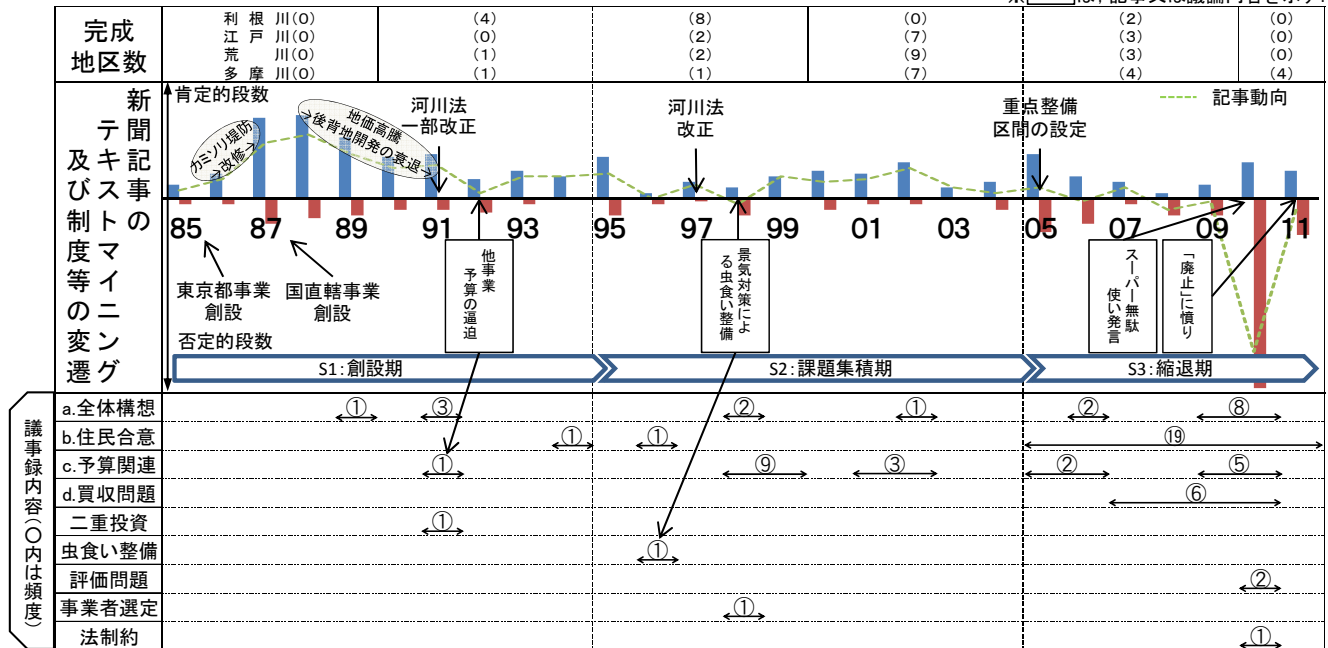 完成
地区数
利根川(0) (4) (8) (0) (2) (0)
江戸川(0) (0) (2) (7) (3) (0)
荒川(0) (1) (2) (9) (3) (0)
多摩川(0) (1) (1) (7) (4) (4)
新聞記事の
テキストマイニング
及び
制度等の変遷
肯定的段数
カミソリ堤防
→改修→
地価高騰
→後背地開発の衰退→
河川法
一部改正
河川法
改正
重点整備
区間の設定
記事動向
85 87 89 91 93 95 97 99 01 03 05 07 09 11
東京都事業
創設
国直轄事業
創設
他事業
予算の逼迫
景気対策によ
る虫食い整備
スーパー無駄
使い発言
「廃止」に憤り
否定的段数
S1:創設期
S2:課題集積期
S3:縮退期
議事録内容(〇内は頻度)
a.全体構想 ① ③ ② ① ② ⑧
b.住民合意 ① ① ⑲
c.予算関連 ① ⑨ ③ ② ⑤
d.買収問題 ⑥
二重投資 ①
虫食い整備 ①
評価問題 ②
事業者選定 ①
法制約 ①